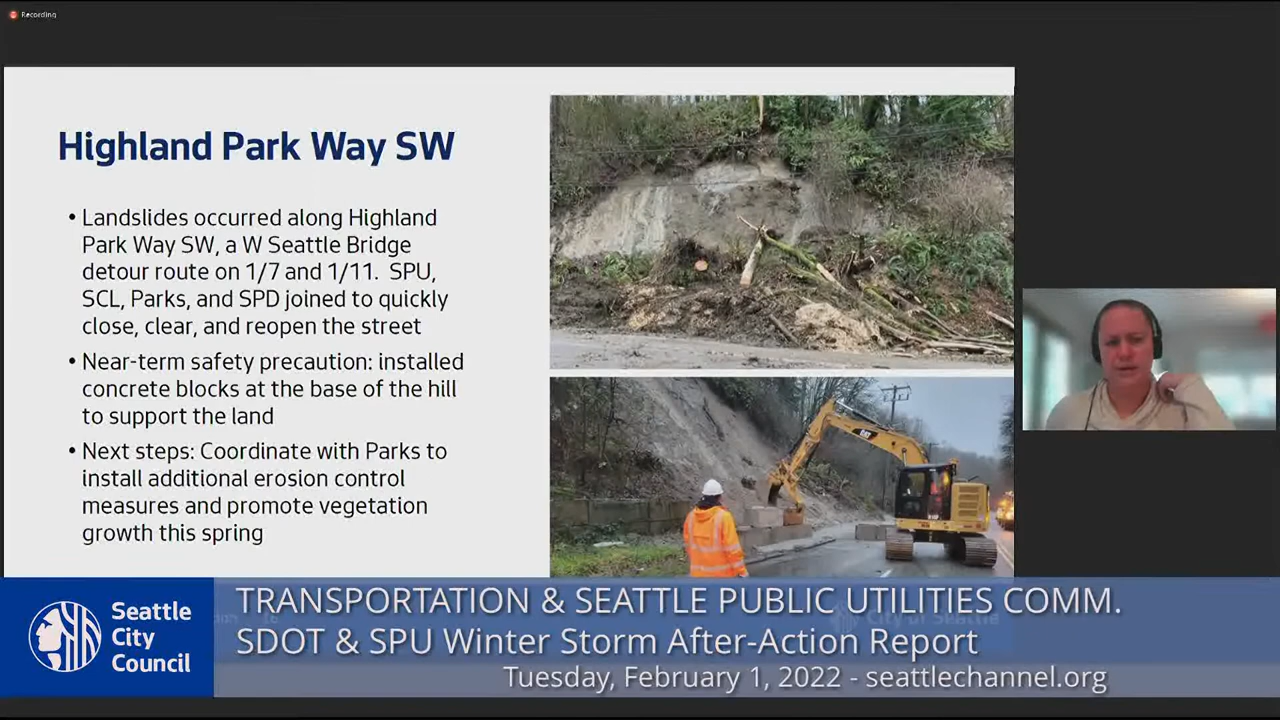 Recording
Highland Park Way SW
• Landslides occurred along Highland
Park Way SW, a W Seattle Bridge
detour route on 1/7 and 1/11. SPU,
SCL, Parks, and SPD joined to quickly
close, clear, and reopen the street
• Near-term safety precaution: installed
concrete blocks at the base of the hill
to support the land
• Next steps: Coordinate with Parks to
install additional erosion control
measures and promote vegetation
growth this spring
CAT
Seattle
City
Council
TRANSPORTATION & SEATTLE PUBLIC UTILITIES COMM.
SDOT & SPU Winter Storm After-Action Report
Tuesday, February 1, 2022 - seattlechannel.org